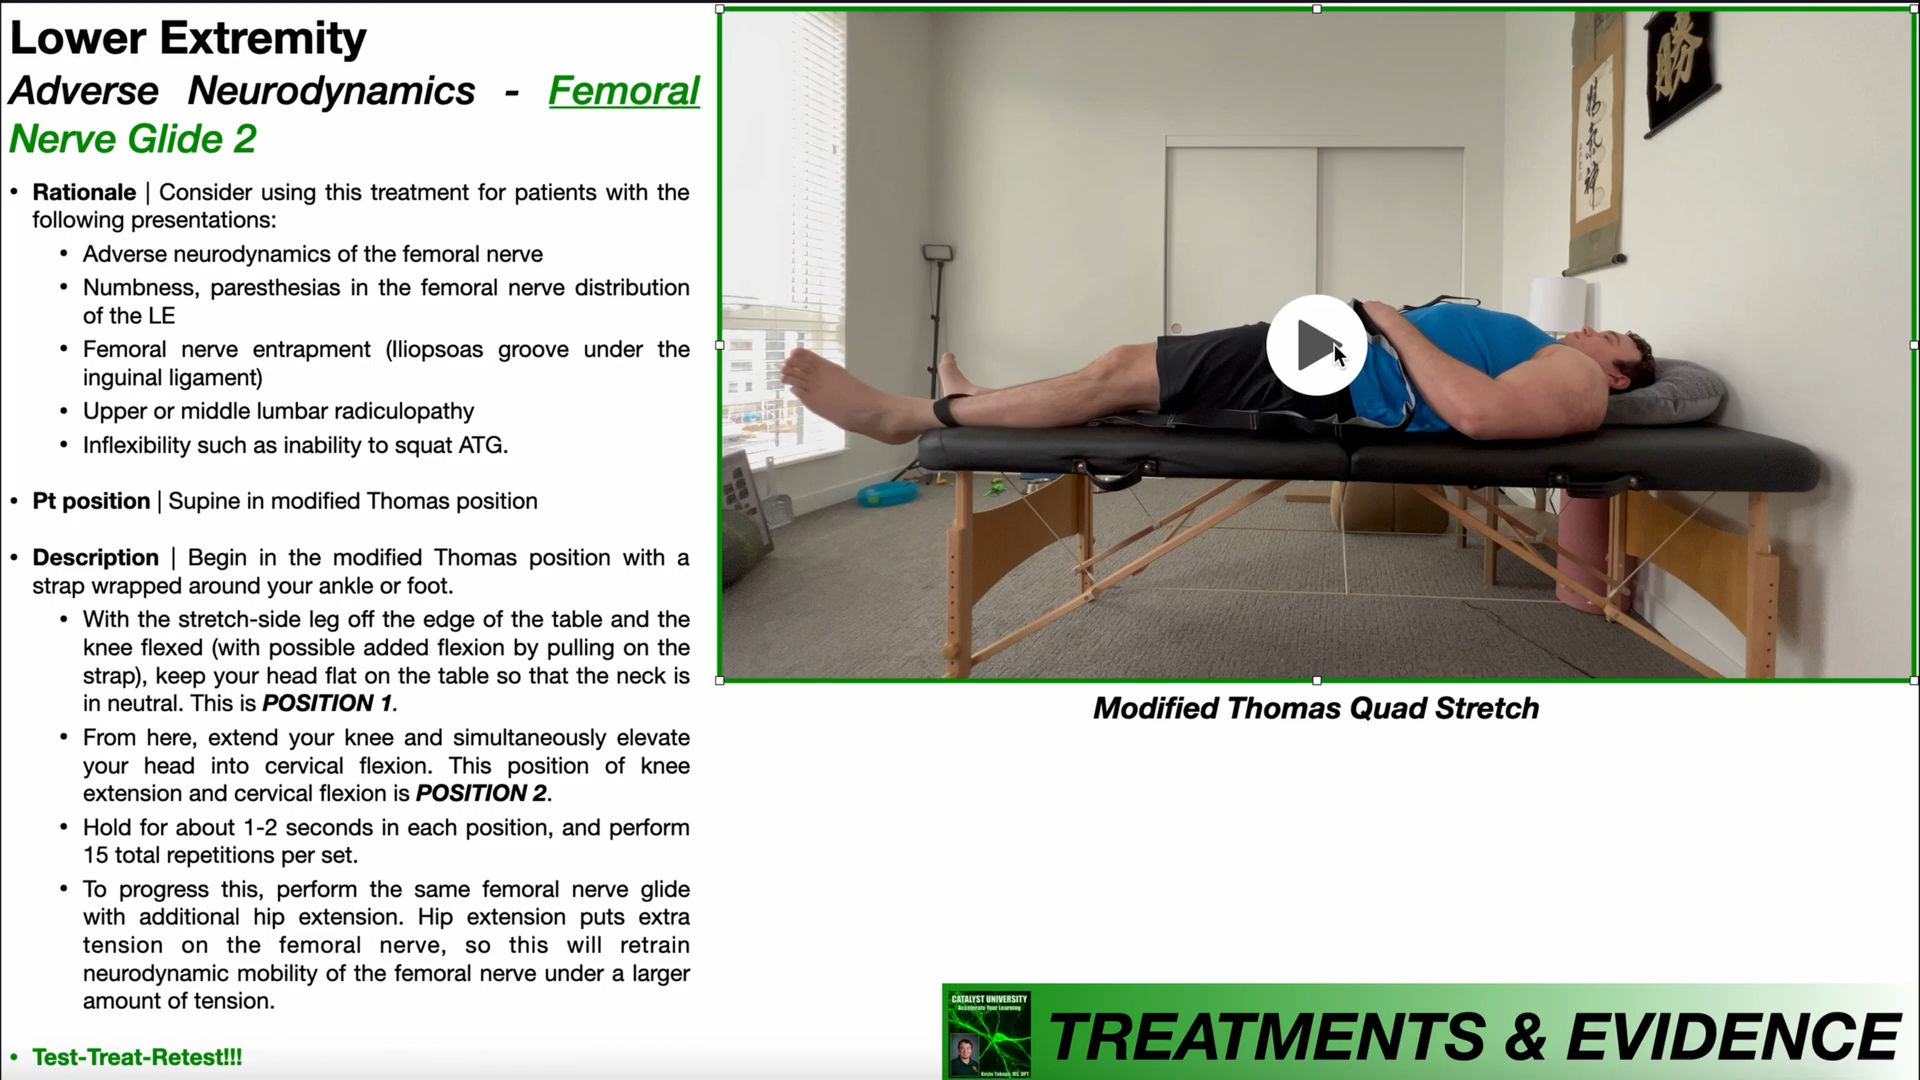 Lower Extremity
Adverse Neurodynamics - Femoral
Nerve Glide 2
• Rationale | Consider using this treatment for patients with the
following presentations:
• Adverse neurodynamics of the femoral nerve
• Numbness, paresthesias in the femoral nerve distribution
of the LE
• Femoral nerve entrapment (Iliopsoas groove under the
inguinal ligament)
• Upper or middle lumbar radiculopathy
• Inflexibility such as inability to squat ATG.
• Pt position | Supine in modified Thomas position
• Description | Begin in the modified Thomas position with a
strap wrapped around your ankle or foot.
• With the stretch-side leg off the edge of the table and the
knee flexed (with possible added flexion by pulling on the
strap), keep your head flat on the table so that the neck is
in neutral. This is POSITION 1.
• From here, extend your knee and simultaneously elevate
your head into cervical flexion. This position of knee
extension and cervical flexion is POSITION 2.
• Hold for about 1-2 seconds in each position, and perform
15 total repetitions per set.
• To progress this, perform the same femoral nerve glide
with additional hip extension. Hip extension puts extra
tension on the femoral nerve, so this will retrain
neurodynamic mobility of the femoral nerve under a larger
amount of tension.
• Test-Treat-Retest!!!
勝
精
氣
神
Modified Thomas Quad Stretch
CATALYST UNIVERSITY
Accelerate Your Learning
TREATMENTS & EVIDENCE